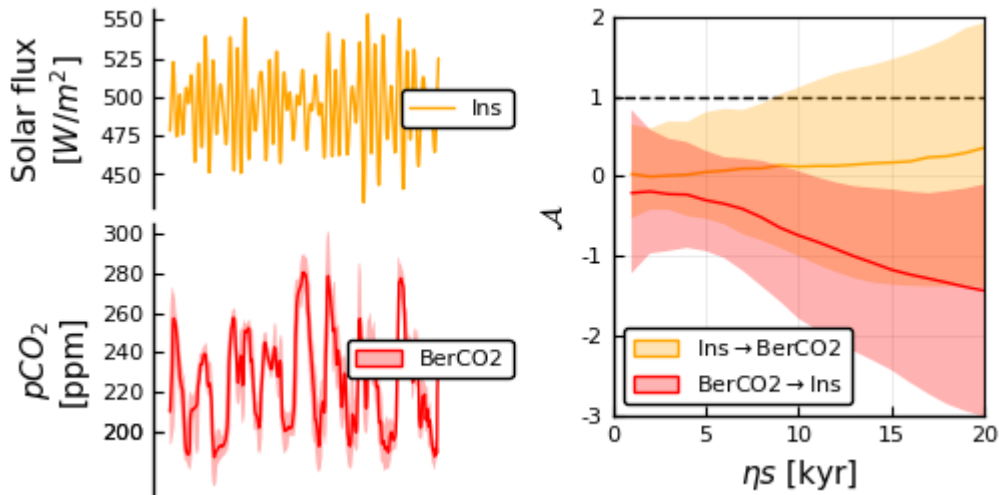 550
525
500
475
450
Solar flux
[W/m²]
Ins
300
280
260
240
220
200
200
pCO₂
[ppm]
BerCO2
2
1
0
-1
-2
-3
𝒜
Ins→BerCO2
BerCO2→Ins
0
5
10
15
20
ηs [kyr]